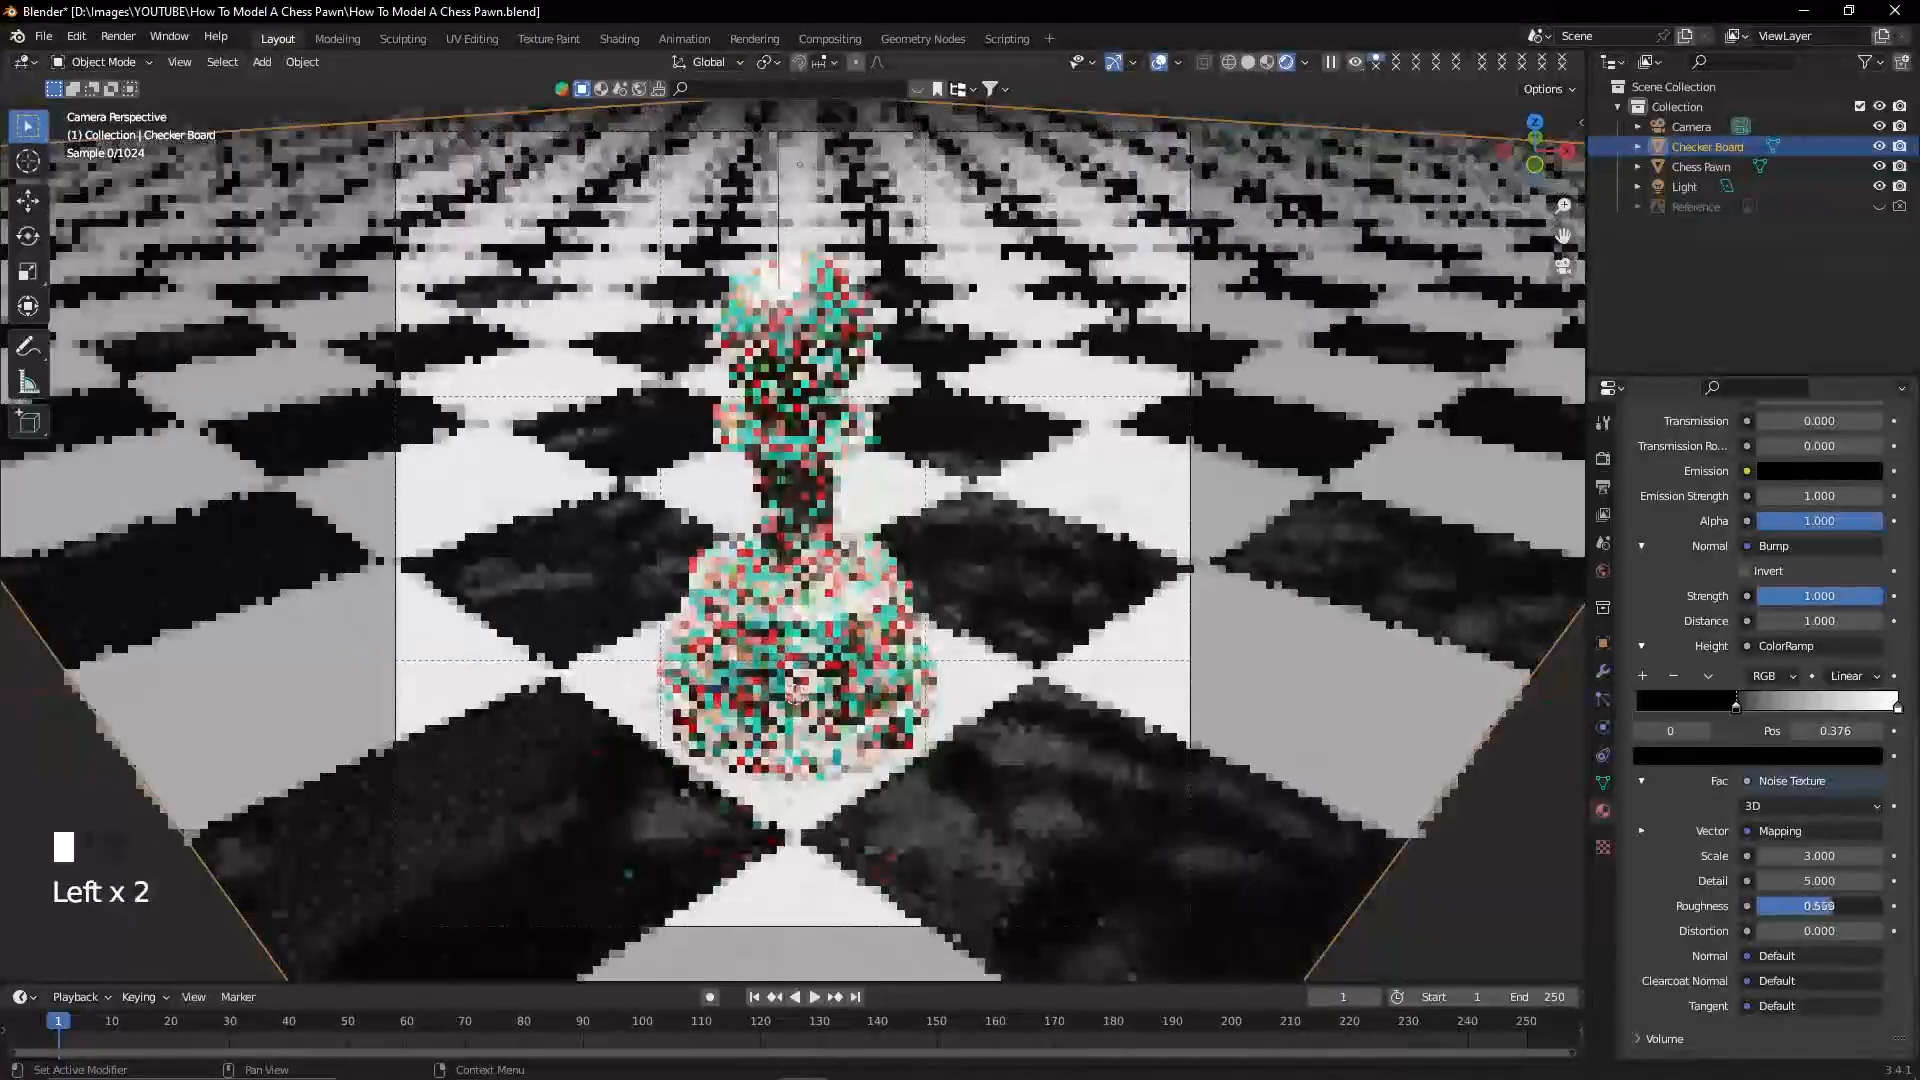 Blender* [D:\Images\YOUTUBE\How To Model A Chess Pawn\How To Model A Chess Pawn.blend]
File Edit Render Window Help Layout Modeling Sculpting UV Editing Texture Paint Shading Animation Rendering Compositing Geometry Nodes Scripting + Scene ViewLayer
Object Mode View Select Add Object Global
Options
Camera Perspective
(1) Collection | Checker Board
Sample 0/1024
Z
Scene Collection
Collection
Camera
Checker Board
Chess Pawn
Light
Reference
Transmission 0.000
Transmission Ro... 0.000
Emission
Emission Strength 1.000
Alpha 1.000
Normal Bump
Invert
Strength 1.000
Distance 1.000
Height ColorRamp
RGB Linear
0 Pos 0.376
Fac Noise Texture
3D
Vector Mapping
Scale 3.000
Detail 5.000
Roughness
Distortion 0.000
Normal Default
Clearcoat Normal Default
Tangent Default
Volume
Left x 2
Playback Keying View Marker 1 Start 1 End 250
1 10 20 30 40 50 60 70 80 90 100 110 120 130 140 150 160 170 180 190 200 210 220 230 240 250
Set Active Modifier Pan View Context Menu 3.4.1